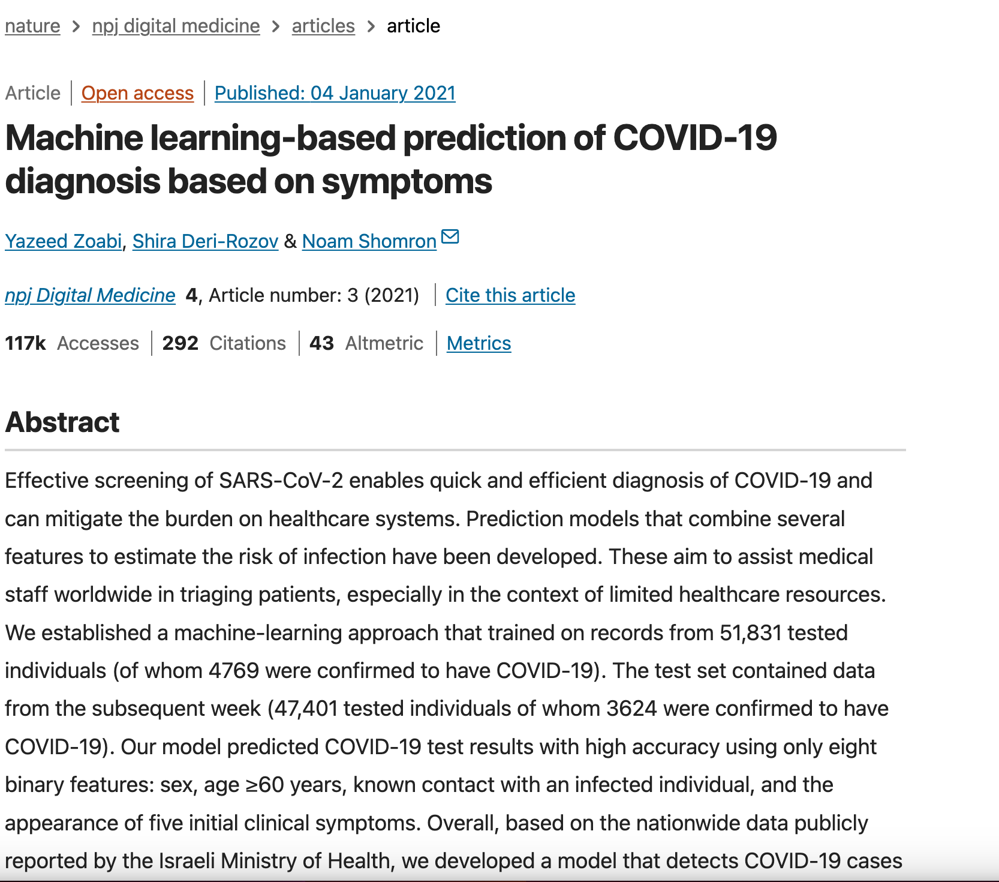 nature > npj digital medicine > articles > article
Article | Open access | Published: 04 January 2021
Machine learning-based prediction of COVID-19
diagnosis based on symptoms
Yazeed Zoabi, Shira Deri-Rozov & Noam Shomron
npj Digital Medicine 4, Article number: 3 (2021) | Cite this article
117k Accesses | 292 Citations | 43 Altmetric | Metrics
Abstract
Effective screening of SARS-CoV-2 enables quick and efficient diagnosis of COVID-19 and
can mitigate the burden on healthcare systems. Prediction models that combine several
features to estimate the risk of infection have been developed. These aim to assist medical
staff worldwide in triaging patients, especially in the context of limited healthcare resources.
We established a machine-learning approach that trained on records from 51,831 tested
individuals (of whom 4769 were confirmed to have COVID-19). The test set contained data
from the subsequent week (47,401 tested individuals of whom 3624 were confirmed to have
COVID-19). Our model predicted COVID-19 test results with high accuracy using only eight
binary features: sex, age ≥60 years, known contact with an infected individual, and the
appearance of five initial clinical symptoms. Overall, based on the nationwide data publicly
reported by the Israeli Ministry of Health, we developed a model that detects COVID-19 cases